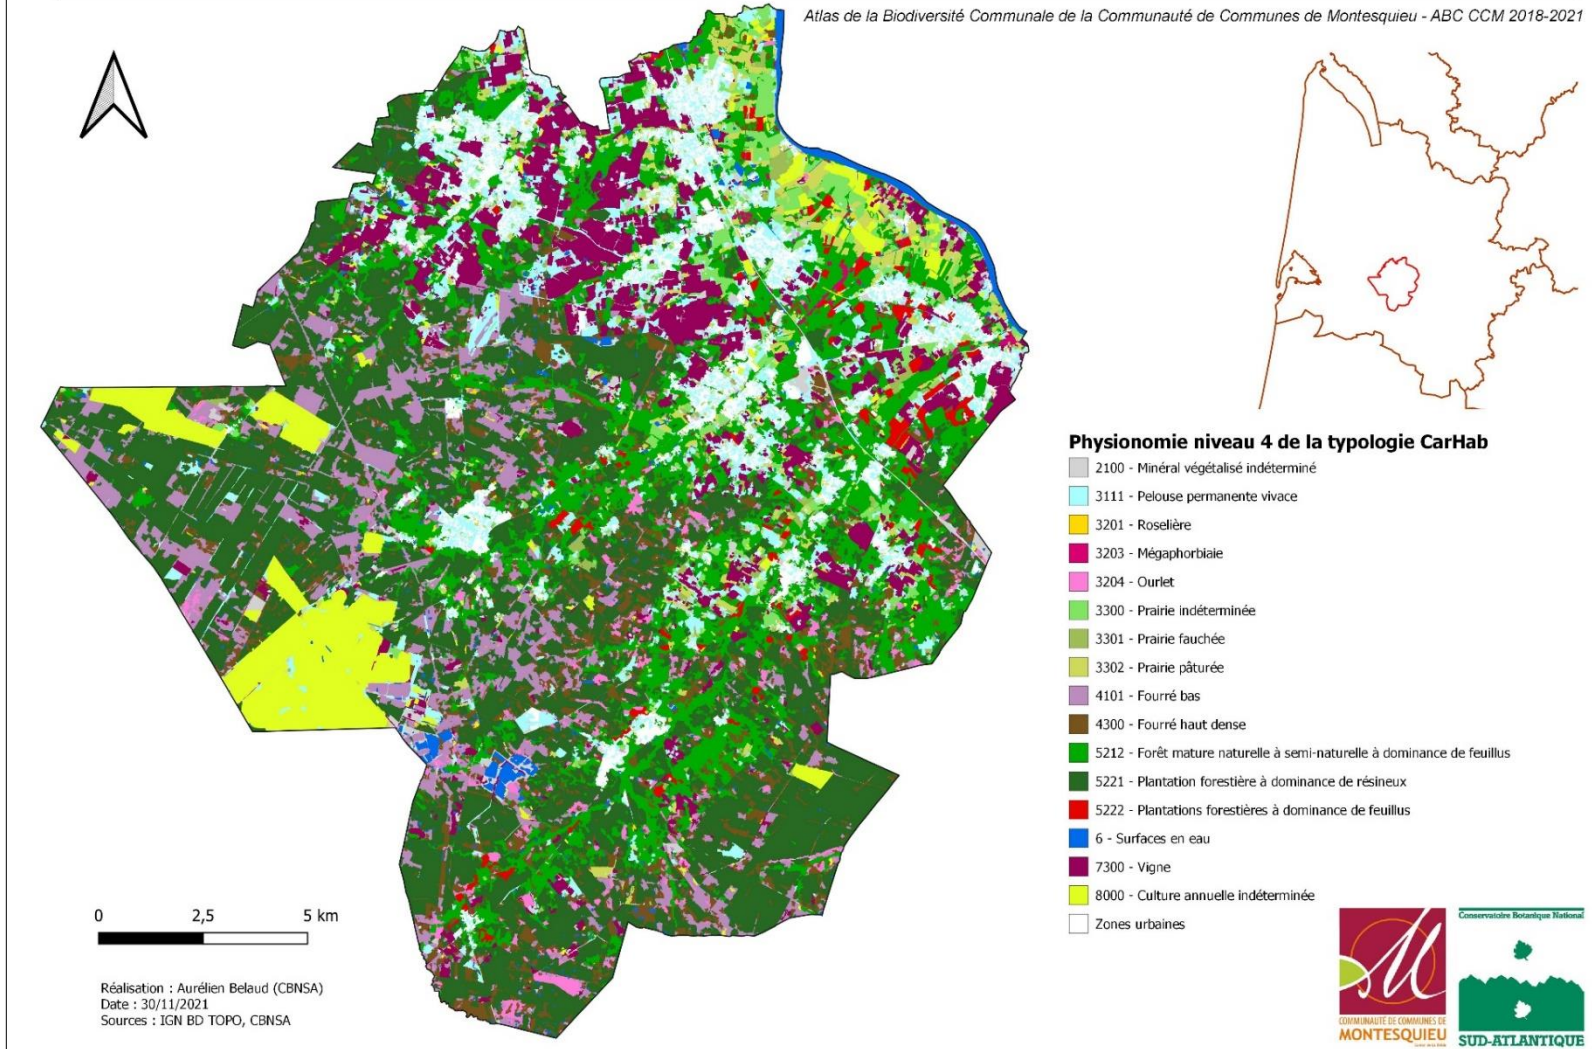 Atlas de la Biodiversité Communale de la Communauté de Communes de Montesquieu - ABC CCM 2018-2021
Physionomie niveau 4 de la typologie CarHab
2100 - Minéral végétalisé indéterminé
3111 - Pelouse permanente vivace
3201 - Roselière
3203 - Mégaphorbiaie
3204 - Ourlet
3300 - Prairie indéterminée
3301 - Prairie fauchée
3302 - Prairie pâturée
4101 - Fourré bas
4300 - Fourré haut dense
5212 - Forêt mature naturelle à semi-naturelle à dominance de feuillus
5221 - Plantation forestière à dominance de résineux
5222 - Plantations forestières à dominance de feuillus
6 - Surfaces en eau
7300 - Vigne
8000 - Culture annuelle indéterminée
Zones urbaines
0 2,5 5 km
Réalisation : Aurélien Belaud (CBNSA)
Date : 30/11/2021
Sources : IGN BD TOPO, CBNSA
COMMUNAUTÉ DE COMMUNES DE
MONTESQUIEU
Conservatoire Botanique National
SUD-ATLANTIQUE